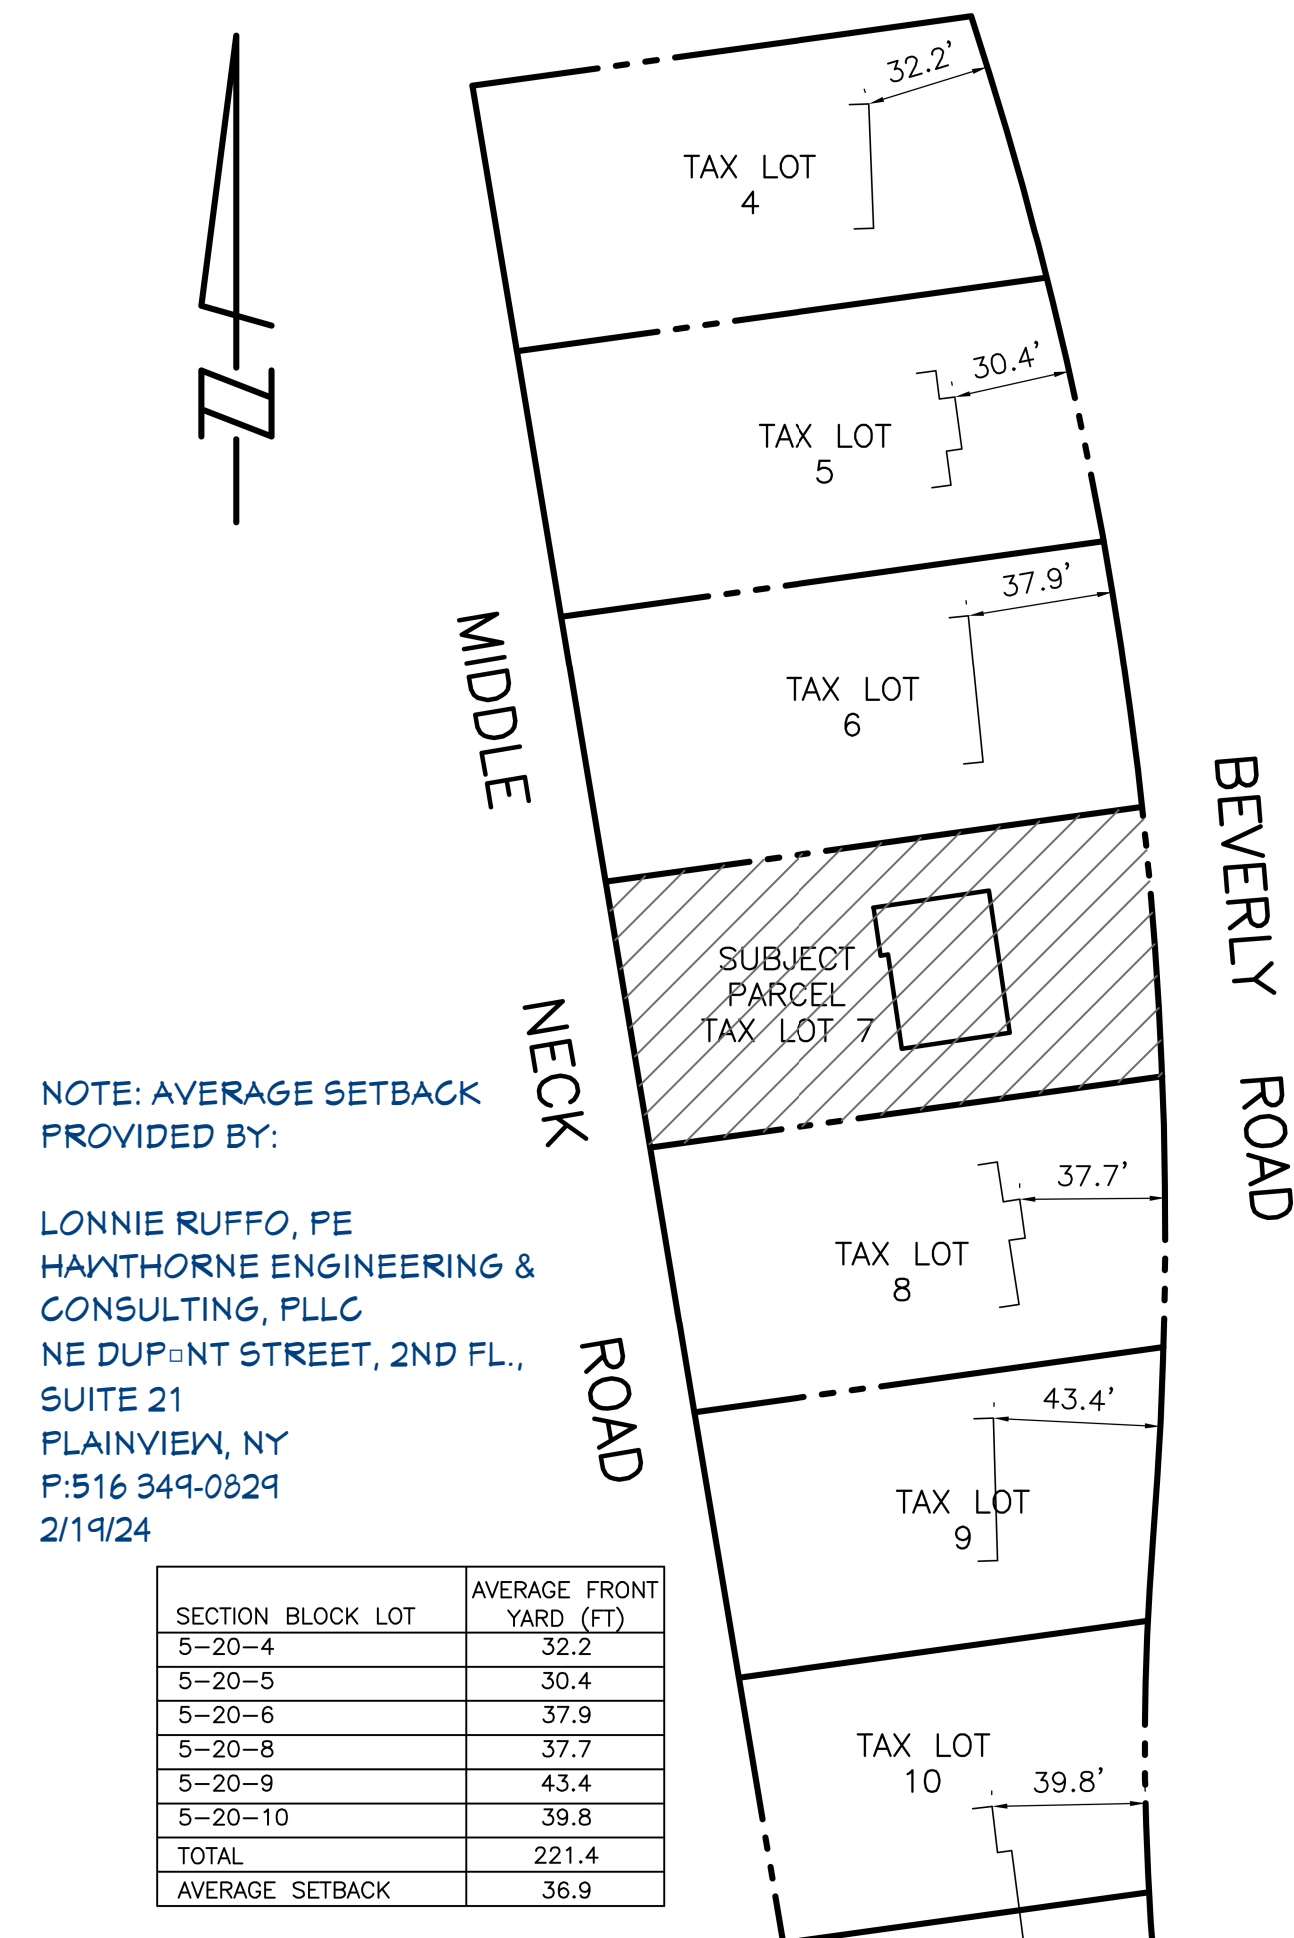 32.2'
TAX LOT
4
30.4'
TAX LOT
5
37.9'
TAX LOT
6
MIDDLE
NECK
ROAD
BEVERLY
ROAD
SUBJECT
PARCEL
TAX LOT 7
37.7'
TAX LOT
8
43.4'
TAX LOT
9
TAX LOT
10
39.8'
NOTE: AVERAGE SETBACK
PROVIDED BY:
LONNIE RUFFO, PE
HAWTHORNE ENGINEERING &
CONSULTING, PLLC
NE DUP▫NT STREET, 2ND FL.,
SUITE 21
PLAINVIEW, NY
P:516 349-0829
2/19/24
SECTION BLOCK LOT AVERAGE FRONT
YARD (FT)
5-20-4 32.2
5-20-5 30.4
5-20-6 37.9
5-20-8 37.7
5-20-9 43.4
5-20-10 39.8
TOTAL 221.4
AVERAGE SETBACK 36.9